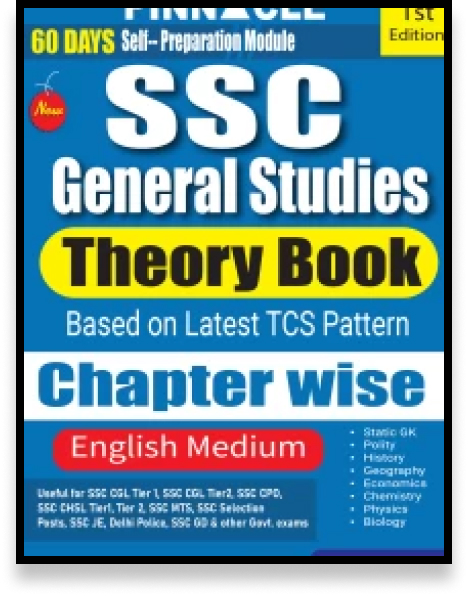 PINNACLE
1st
Edition
60 DAYS Self-- Preparation Module
New
SSC
General Studies
Theory Book
Based on Latest TCS Pattern
Chapter wise
English Medium
• Static GK
• Polity
• History
• Geography
• Economics
• Chemistry
• Physics
• Biology
Useful for SSC CGL Tier 1, SSC CGL Tier2, SSC CPO,
SSC CHSL Tier1, Tier 2, SSC MTS, SSC Selection
Posts, SSC JE, Delhi Police, SSC GD & other Govt. exams